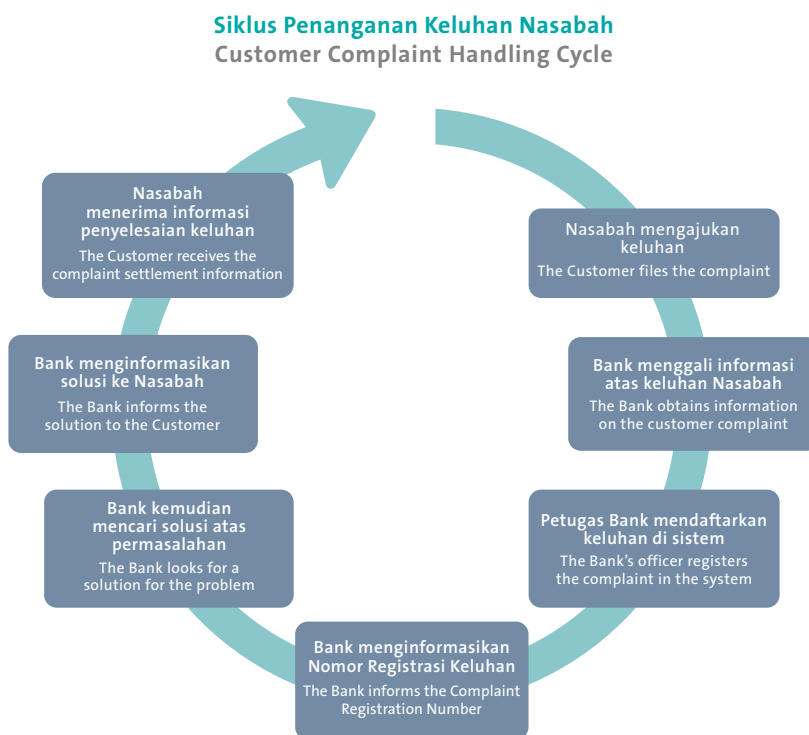 Siklus Penanganan Keluhan Nasabah
Customer Complaint Handling Cycle
Nasabah mengajukan
keluhan
The Customer files the complaint
Bank menggali informasi
atas keluhan Nasabah
The Bank obtains information
on the customer complaint
Petugas Bank mendaftarkan
keluhan di sistem
The Bank's officer registers
the complaint in the system
Bank menginformasikan
Nomor Registrasi Keluhan
The Bank informs the Complaint
Registration Number
Bank kemudian
mencari solusi atas
permasalahan
The Bank looks for a
solution for the problem
Bank menginformasikan
solusi ke Nasabah
The Bank informs the
solution to the Customer
Nasabah
menerima informasi
penyelesaian keluhan
The Customer receives the
complaint settlement information